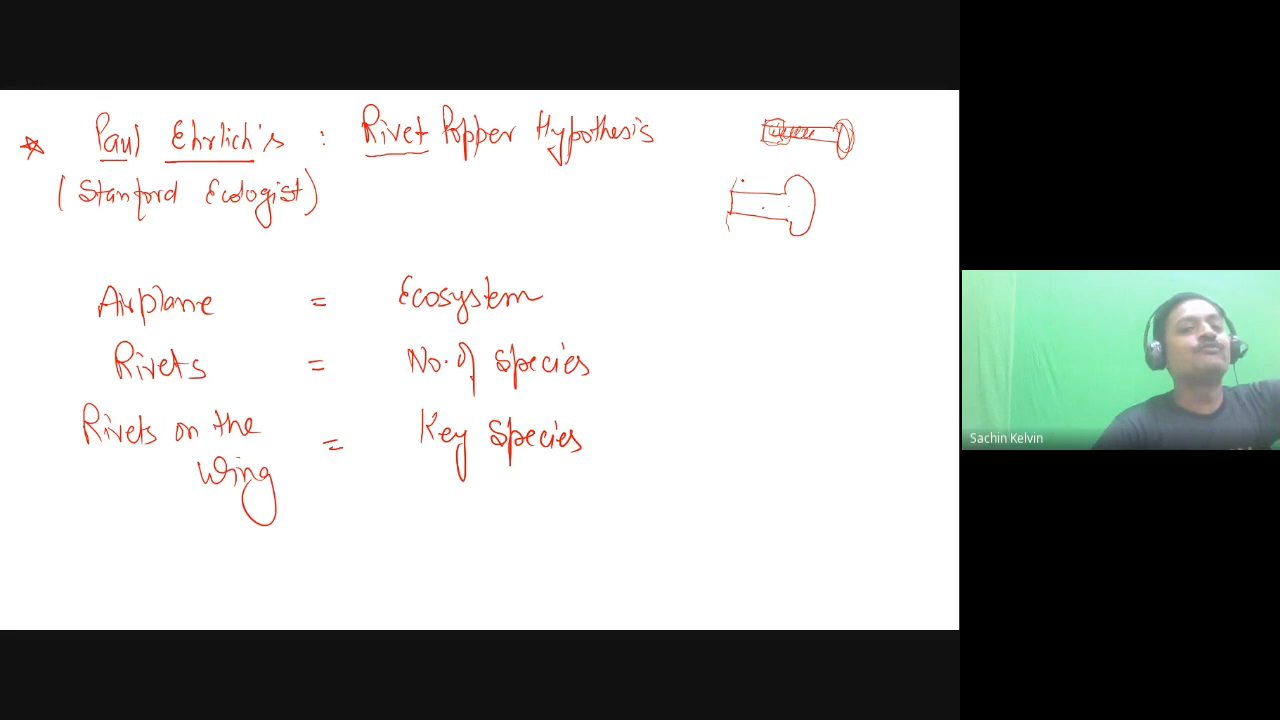 Paul Ehrlich's : Rivet Popper Hypothesis
(Stanford Ecologist)
Airplane = Ecosystem
Rivets = No. of Species
Rivets on the Wing = Key Species
Sachin Kelvin